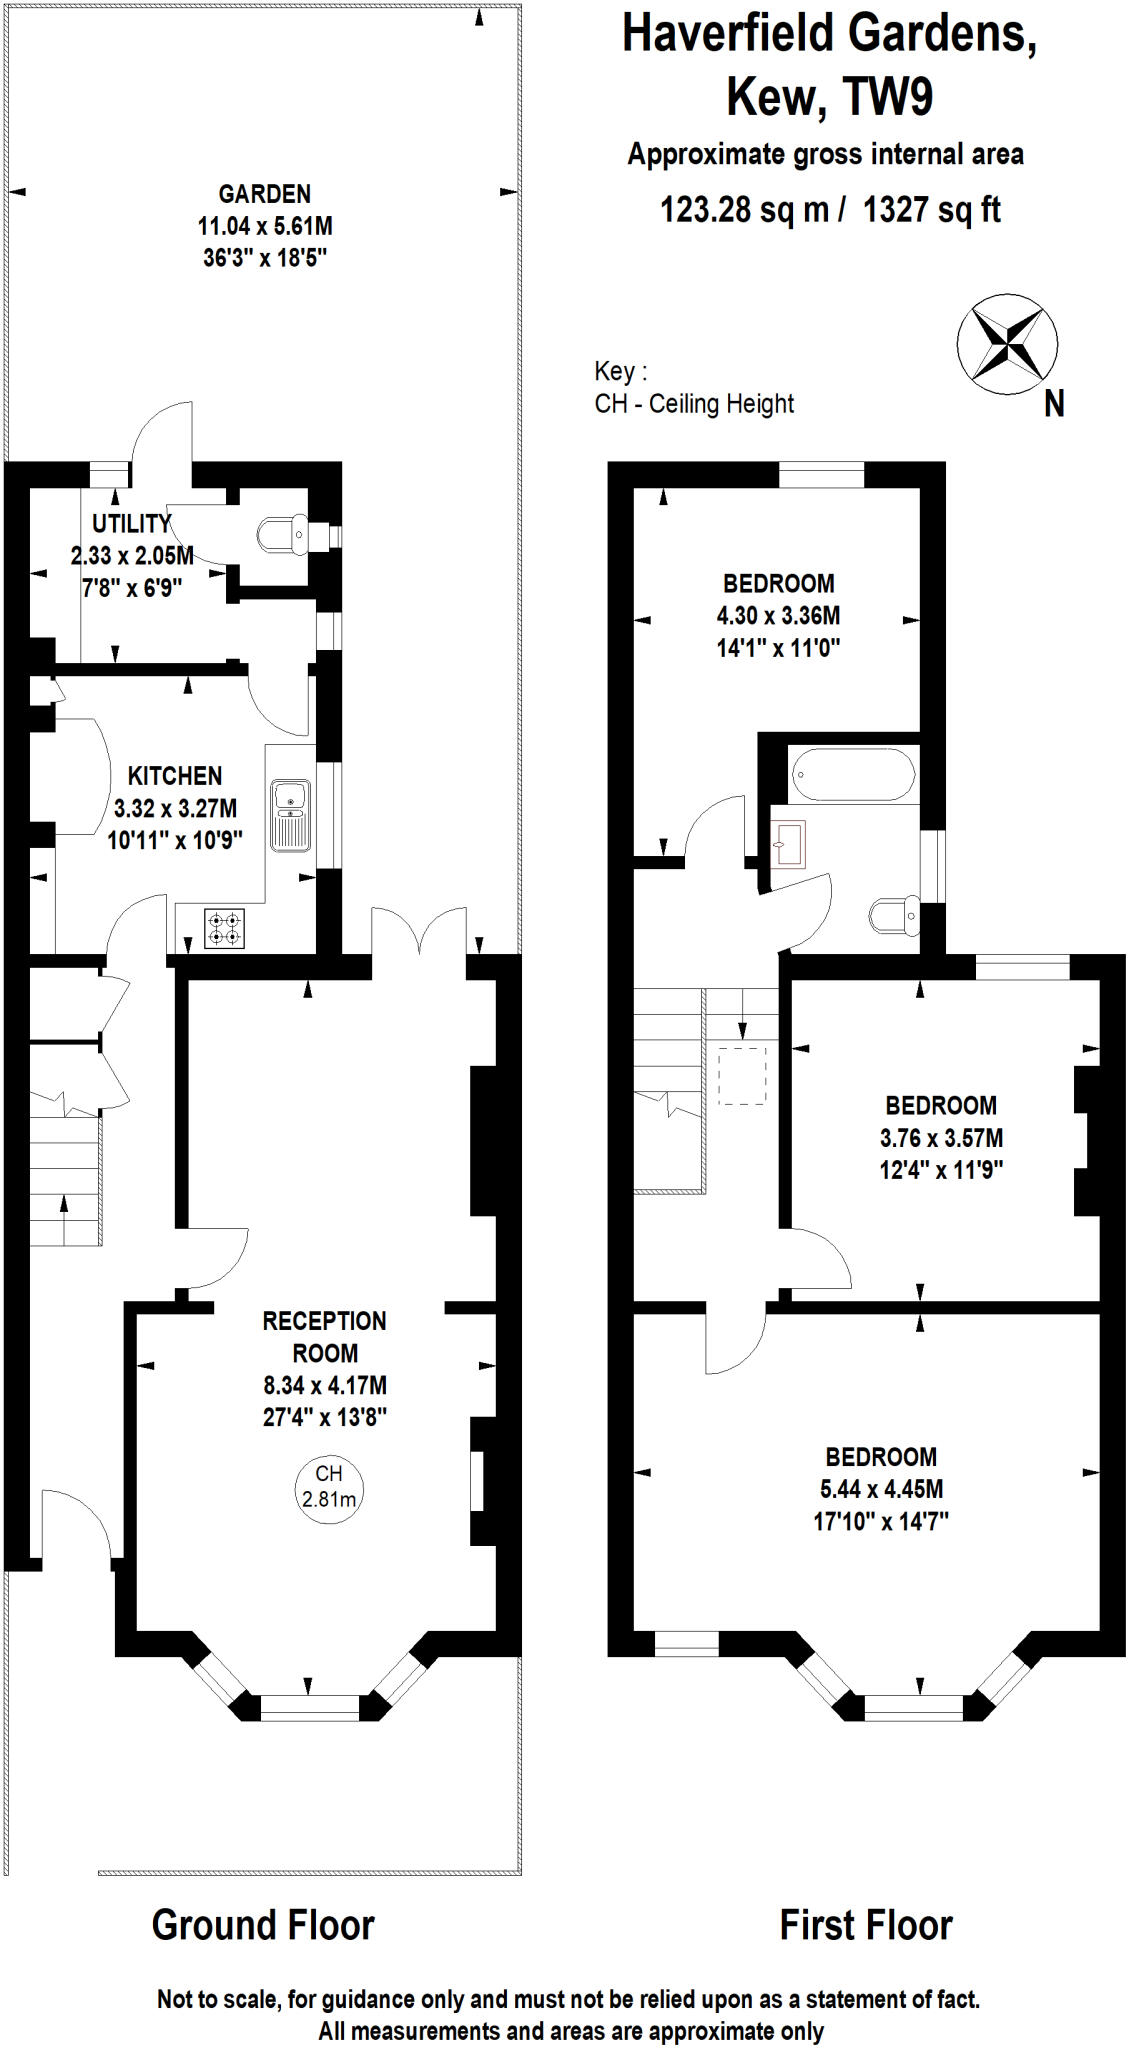 Haverfield Gardens,
Kew, TW9
Approximate gross internal area
123.28 sq m / 1327 sq ft
N
Key :
CH - Ceiling Height
GARDEN
11.04 x 5.61M
36'3" x 18'5"
UTILITY
2.33 x 2.05M
7'8" x 6'9"
KITCHEN
3.32 x 3.27M
10'11" x 10'9"
RECEPTION
ROOM
8.34 x 4.17M
27'4" x 13'8"
CH
2.81m
BEDROOM
4.30 x 3.36M
14'1" x 11'0"
BEDROOM
3.76 x 3.57M
12'4" x 11'9"
BEDROOM
5.44 x 4.45M
17'10" x 14'7"
Ground Floor
First Floor
Not to scale, for guidance only and must not be relied upon as a statement of fact.
All measurements and areas are approximate only